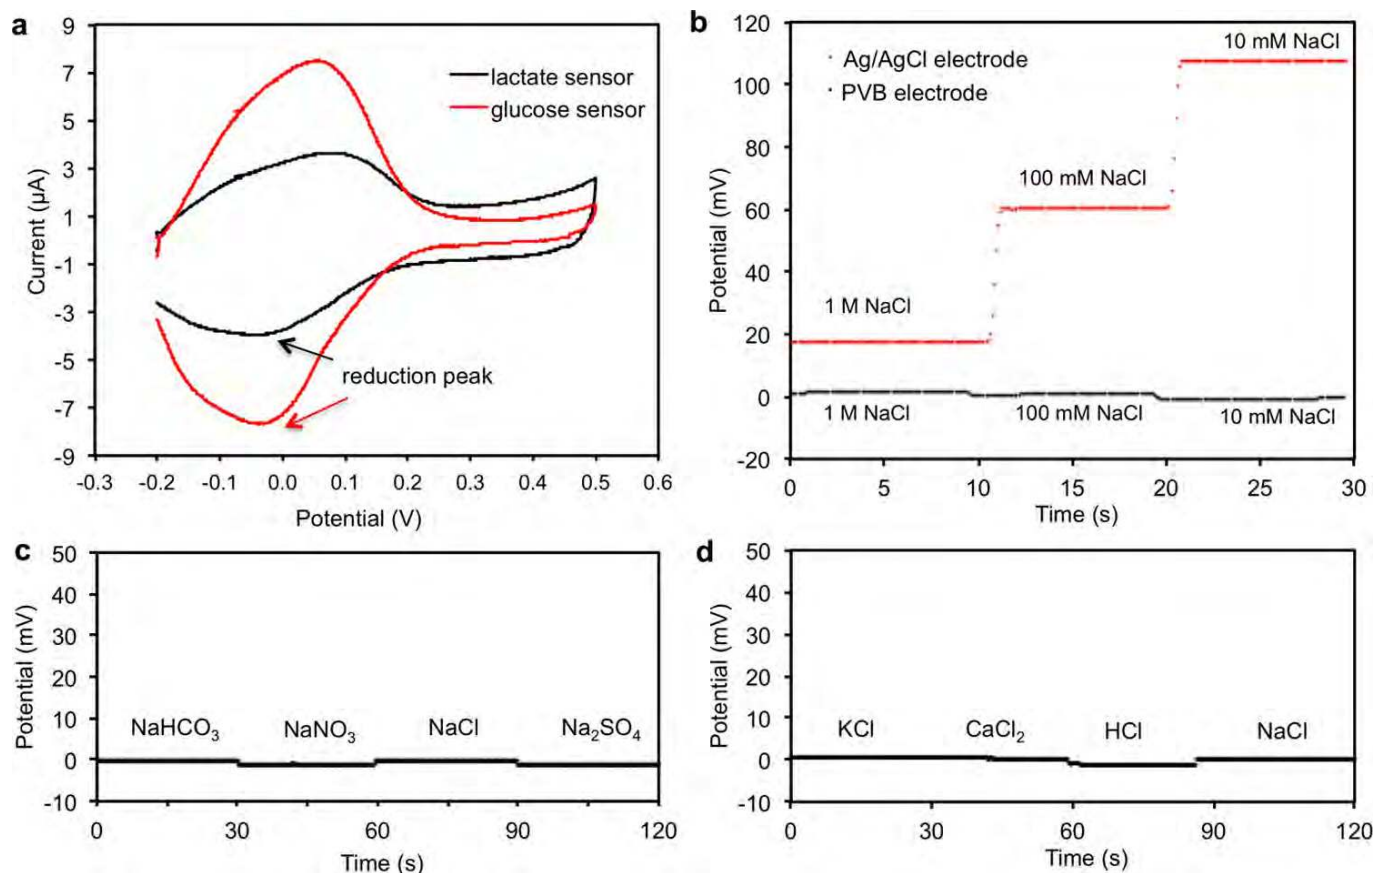 a
9
7
5
3
1
-1
-3
-5
-7
-9
Current (µA)
lactate sensor
glucose sensor
reduction peak
-0.3 -0.2 -0.1 0.0 0.1 0.2 0.3 0.4 0.5 0.6
Potential (V)
b
120
100
80
60
40
20
0
-20
Potential (mV)
Ag/AgCl electrode
PVB electrode
10 mM NaCl
100 mM NaCl
1 M NaCl
1 M NaCl 100 mM NaCl 10 mM NaCl
0 5 10 15 20 25 30
Time (s)
c
50
40
30
20
10
0
-10
Potential (mV)
NaHCO₃ NaNO₃ NaCl Na₂SO₄
0 30 60 90 120
Time (s)
d
50
40
30
20
10
0
-10
Potential (mV)
KCl CaCl₂ HCl NaCl
0 30 60 90 120
Time (s)